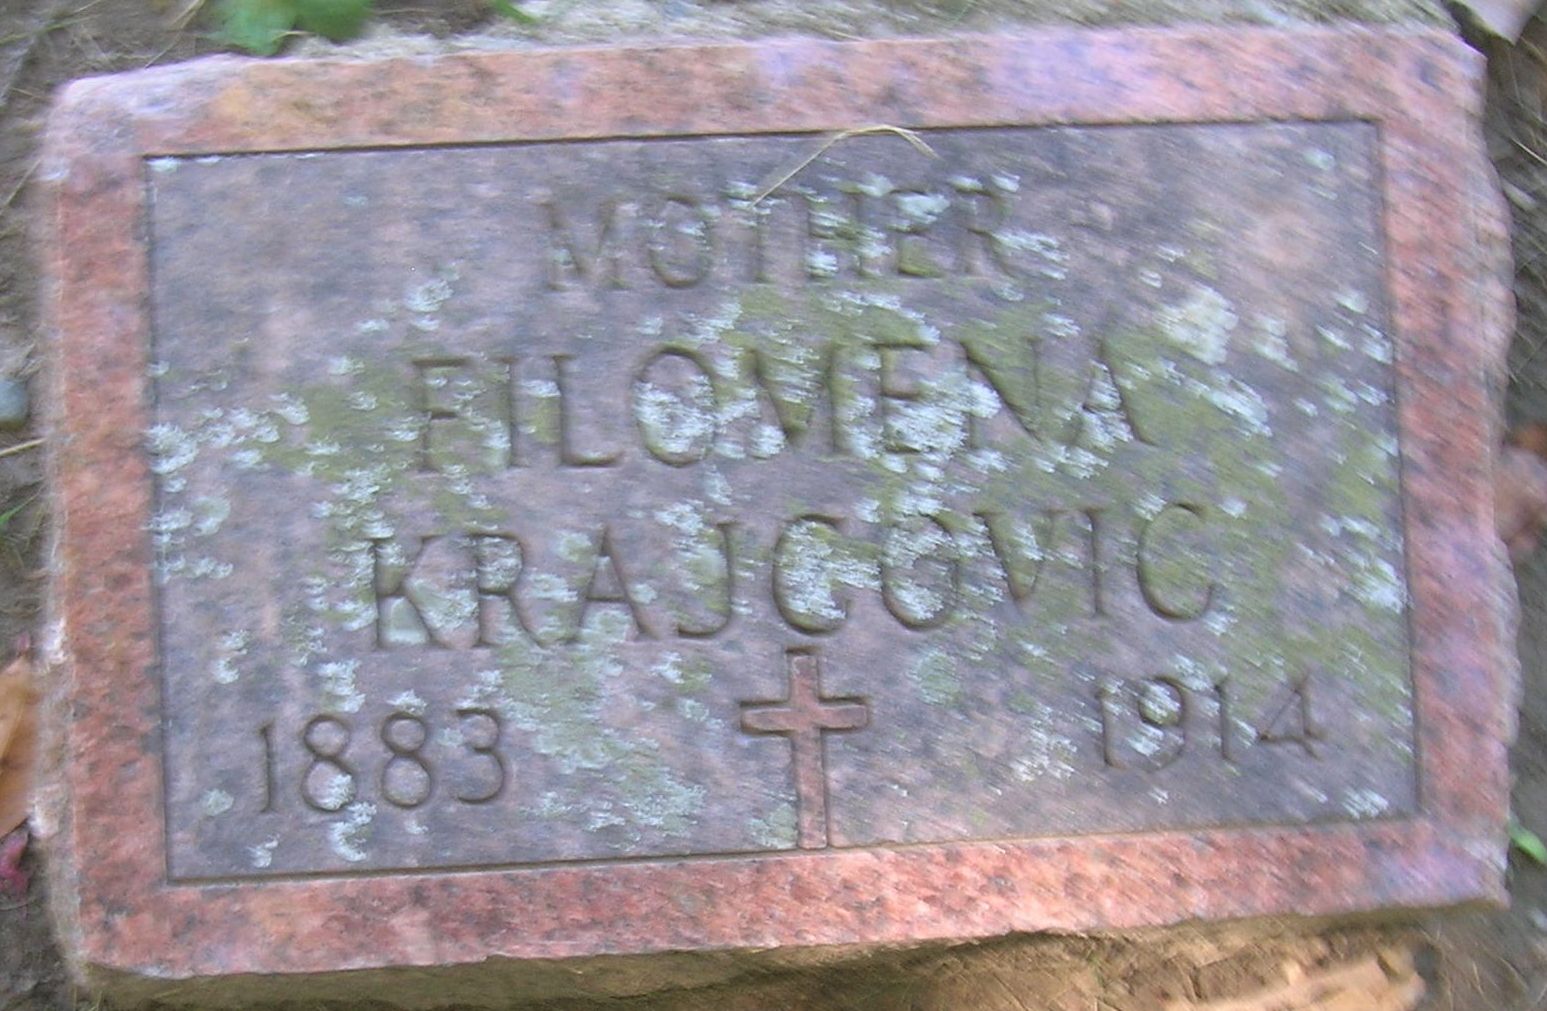 MOTHER
FILOMENA
KRAJCOVIC
1883 1914